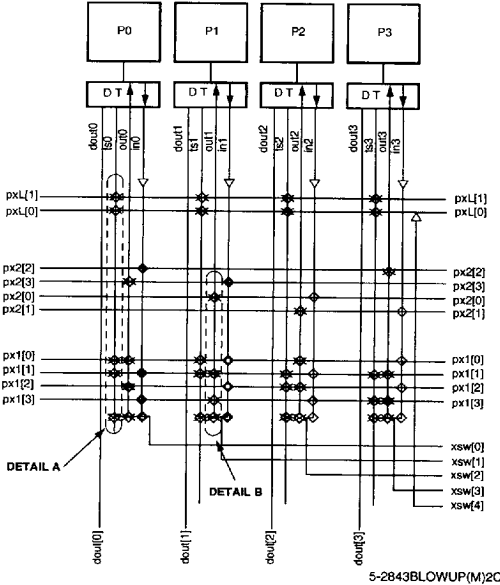 P0 P1 P2 P3
D T D T D T D T
dout0 ts0 out0 in0 dout1 ts1 out1 in1 dout2 ts2 out2 in2 dout3 ts3 out3 in3
pxL[1] pxL[1]
pxL[0] pxL[0]
px2[2] px2[2]
px2[3] px2[3]
px2[0] px2[0]
px2[1] px2[1]
px1[0] px1[0]
px1[1] px1[1]
px1[2] px1[2]
px1[3] px1[3]
xsw[0]
DETAIL A xsw[1]
xsw[2]
DETAIL B xsw[3]
xsw[4]
dout[0] dout[1] dout[2] dout[3]
5-2843BLOWUP(M)2C